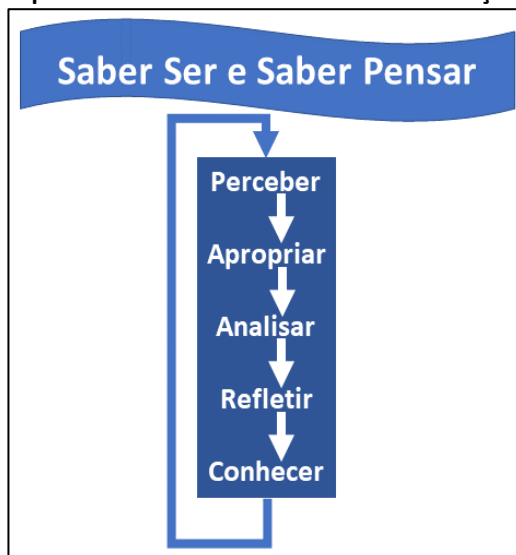 Saber Ser e Saber Pensar
Perceber
Apropriar
Analisar
Refletir
Conhecer